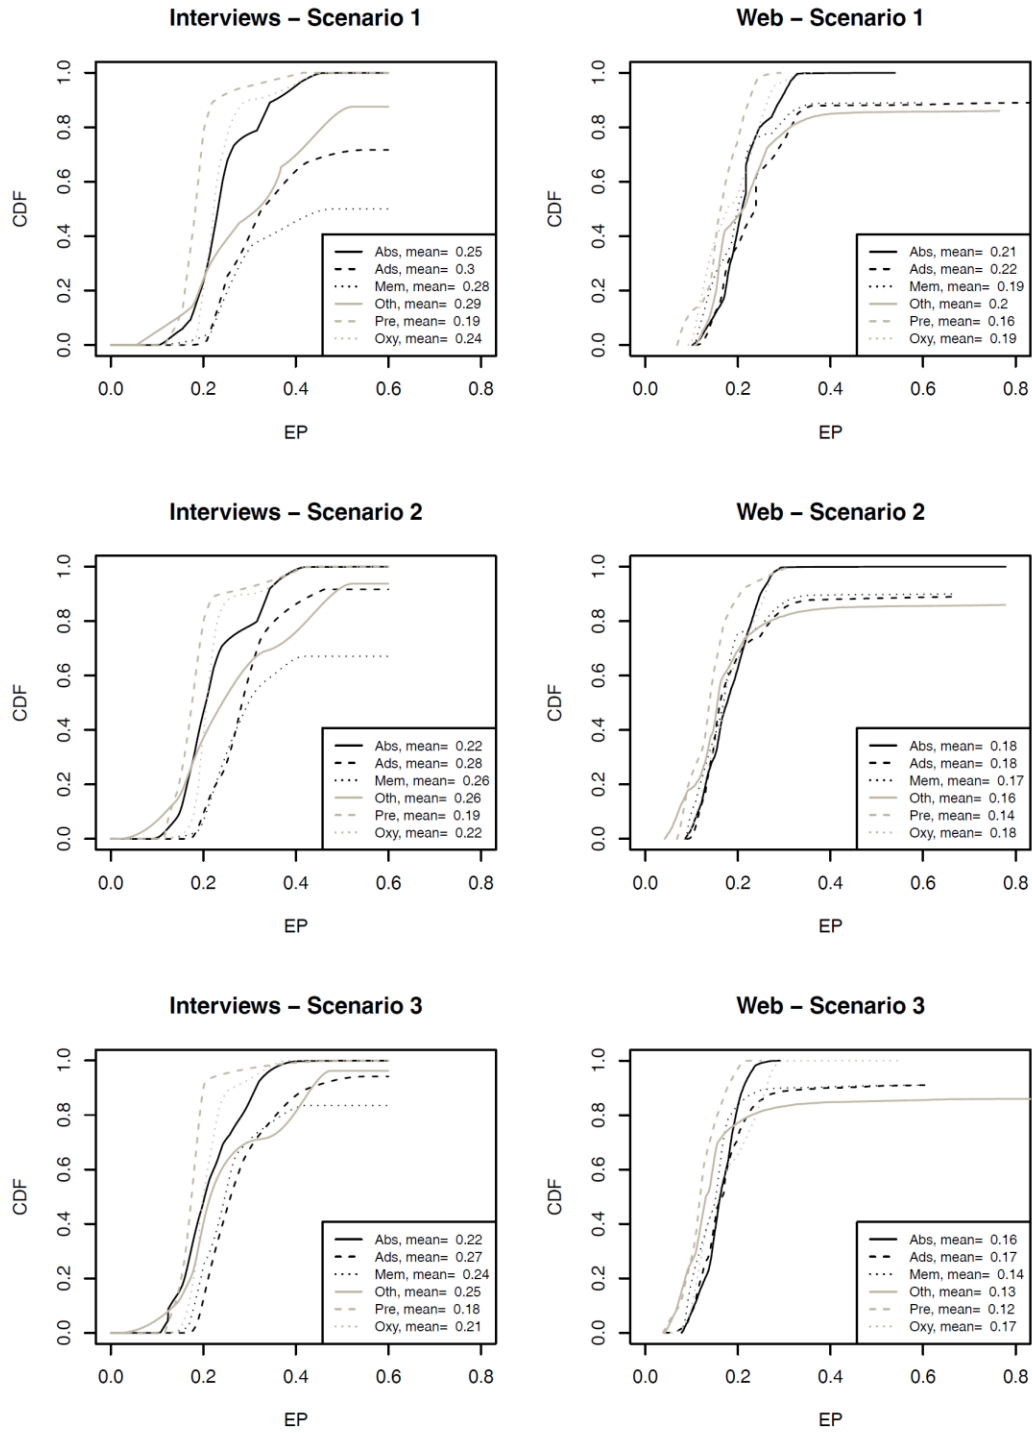 Interviews – Scenario 1
CDF
0.0 0.2 0.4 0.6 0.8 1.0
Abs, mean= 0.25
Ads, mean= 0.3
Mem, mean= 0.28
Oth, mean= 0.29
Pre, mean= 0.19
Oxy, mean= 0.24
0.0 0.2 0.4 0.6 0.8
EP
Web – Scenario 1
CDF
0.0 0.2 0.4 0.6 0.8 1.0
Abs, mean= 0.21
Ads, mean= 0.22
Mem, mean= 0.19
Oth, mean= 0.2
Pre, mean= 0.16
Oxy, mean= 0.19
0.0 0.2 0.4 0.6 0.8
EP
Interviews – Scenario 2
CDF
0.0 0.2 0.4 0.6 0.8 1.0
Abs, mean= 0.22
Ads, mean= 0.28
Mem, mean= 0.26
Oth, mean= 0.26
Pre, mean= 0.19
Oxy, mean= 0.22
0.0 0.2 0.4 0.6 0.8
EP
Web – Scenario 2
CDF
0.0 0.2 0.4 0.6 0.8 1.0
Abs, mean= 0.18
Ads, mean= 0.18
Mem, mean= 0.17
Oth, mean= 0.16
Pre, mean= 0.14
Oxy, mean= 0.18
0.0 0.2 0.4 0.6 0.8
EP
Interviews – Scenario 3
CDF
0.0 0.2 0.4 0.6 0.8 1.0
Abs, mean= 0.22
Ads, mean= 0.27
Mem, mean= 0.24
Oth, mean= 0.25
Pre, mean= 0.18
Oxy, mean= 0.21
0.0 0.2 0.4 0.6 0.8
EP
Web – Scenario 3
CDF
0.0 0.2 0.4 0.6 0.8 1.0
Abs, mean= 0.16
Ads, mean= 0.17
Mem, mean= 0.14
Oth, mean= 0.13
Pre, mean= 0.12
Oxy, mean= 0.17
0.0 0.2 0.4 0.6 0.8
EP